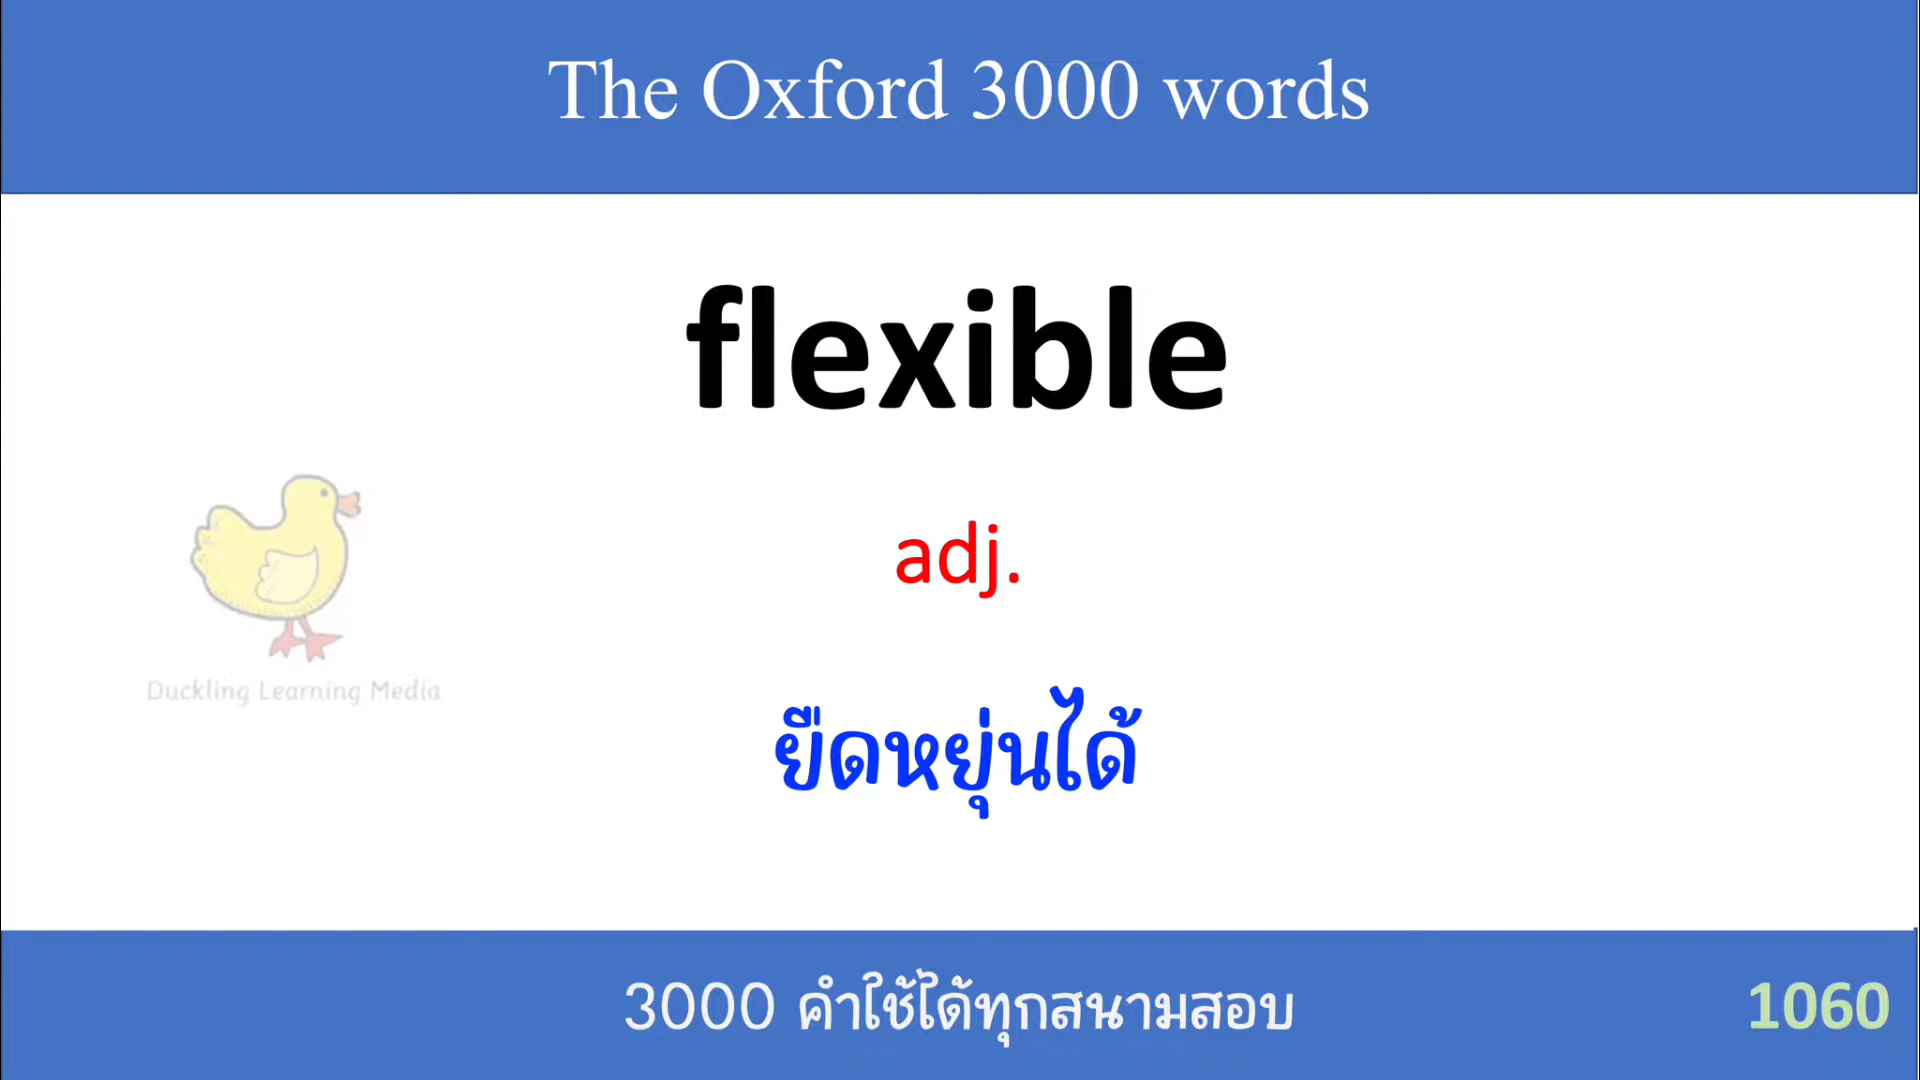 The Oxford 3000 words
flexible
adj.
Duckling Learning Media
ยืดหยุ่นได้
3000 คำใช้ได้ทุกสนามสอบ
1060